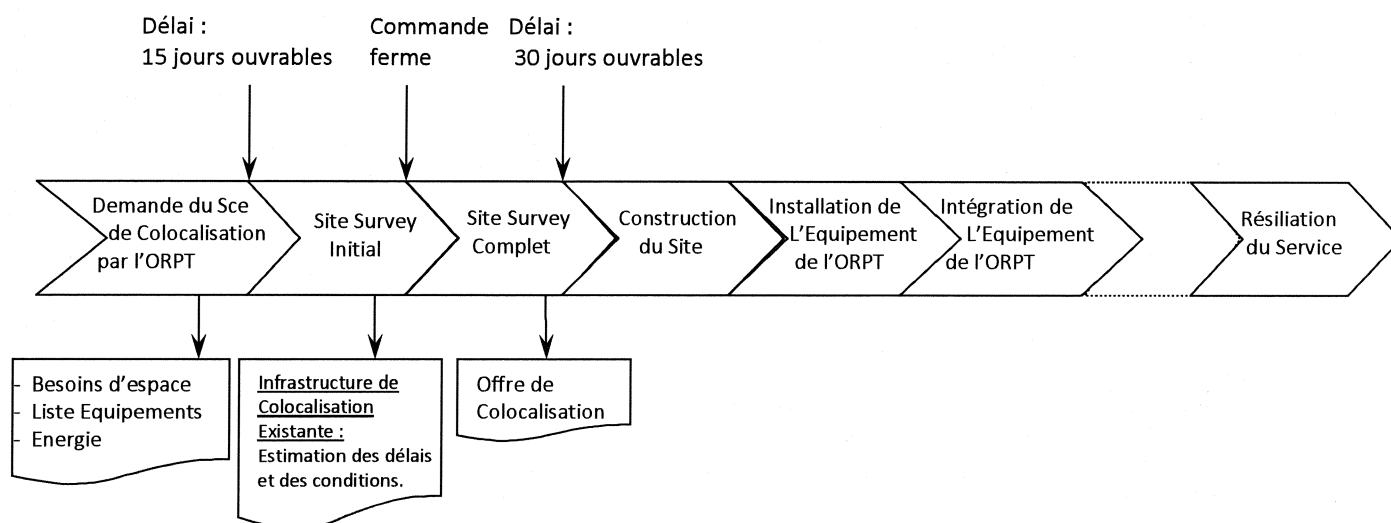 Délai :
15 jours ouvrables
Commande
ferme
Délai :
30 jours ouvrables
Demande du Sce
de Colocalisation
par l'ORPT
Site Survey
Initial
Site Survey
Complet
Construction
du Site
Installation de
L'Equipement
de l'ORPT
Intégration de
L'Equipement
de l'ORPT
Résiliation
du Service
- Besoins d'espace
- Liste Equipements
- Energie
Infrastructure de
Colocalisation
Existante :
Estimation des délais
et des conditions.
Offre de
Colocalisation